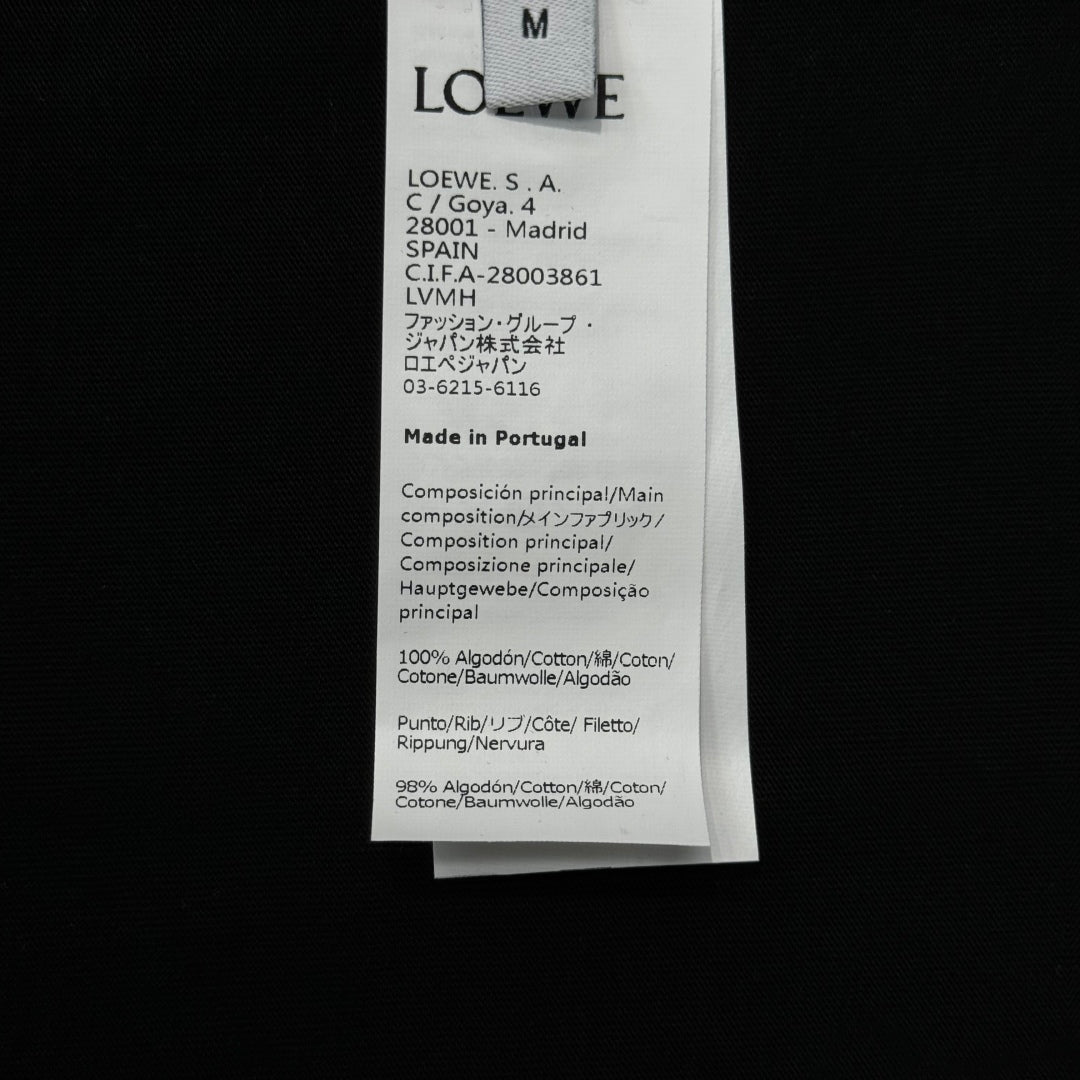 M
LOEWE
LOEWE. S . A.
C / Goya. 4
28001 - Madrid
SPAIN
C.I.F.A-28003861
LVMH
ファッション・グループ・
ジャパン株式会社
ロエベジャパン
03-6215-6116
Made in Portugal
Composición principal/Main
composition/メインファブリック/
Composition principal/
Composizione principale/
Hauptgewebe/Composição
principal
100% Algodón/Cotton/綿/Coton/
Cotone/Baumwolle/Algodão
Punto/Rib/リブ/Côte/ Filetto/
Rippung/Nervura
98% Algodón/Cotton/綿/Coton/
Cotone/Baumwolle/Algodão